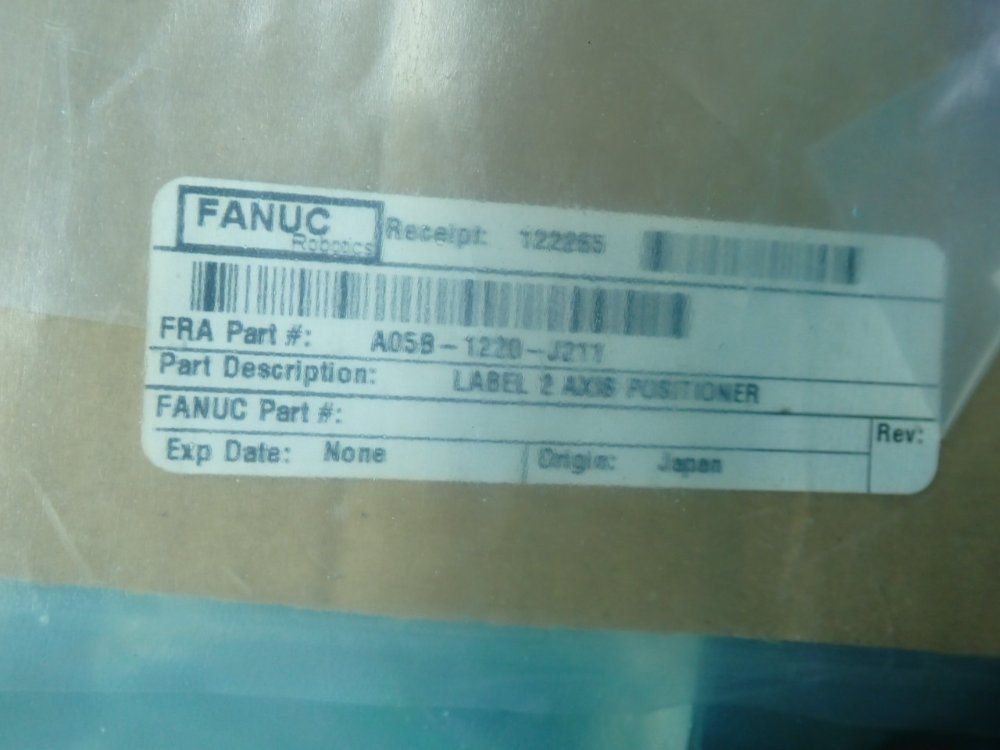 FANUC
Robotics
Receipt: 122265
FRA Part #: A05B-1220-J211
Part Description: LABEL 2 AXIS POSITIONER
FANUC Part #:
Rev:
Exp Date: None
Origin: Japan